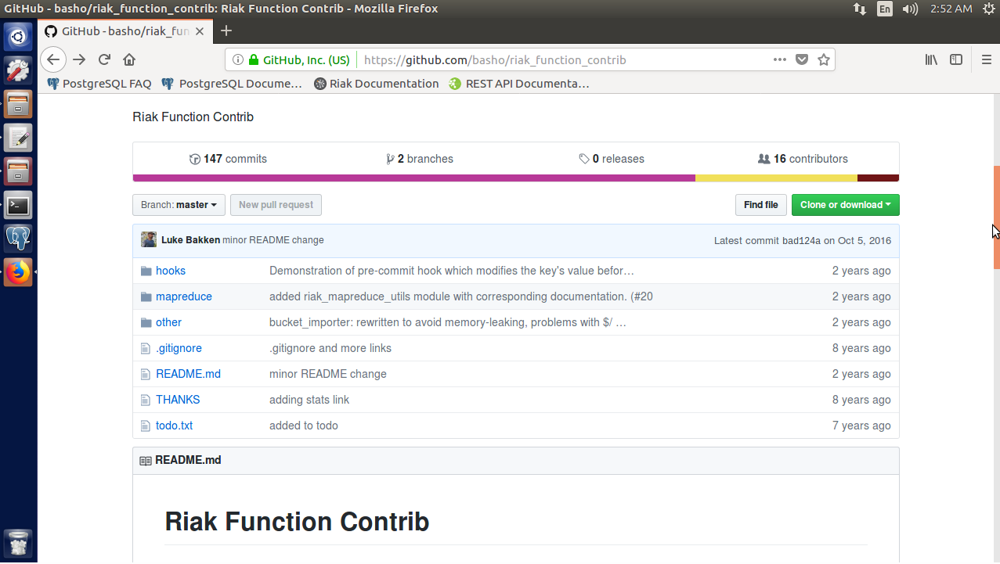 GitHub - basho/riak_function_contrib: Riak Function Contrib - Mozilla Firefox
En
2:52 AM
GitHub - basho/riak_fun
GitHub, Inc. (US)
https://github.com/basho/riak_function_contrib
PostgreSQL FAQ
PostgreSQL Docume...
Riak Documentation
REST API Documenta...
Riak Function Contrib
147 commits
2 branches
0 releases
16 contributors
Branch: master
New pull request
Find file
Clone or download
Luke Bakken minor README change
Latest commit bad124a on Oct 5, 2016
hooks Demonstration of pre-commit hook which modifies the key's value befor… 2 years ago
mapreduce added riak_mapreduce_utils module with corresponding documentation. (#20 2 years ago
other bucket_importer: rewritten to avoid memory-leaking, problems with $/ … 2 years ago
.gitignore .gitignore and more links 8 years ago
README.md minor README change 2 years ago
THANKS adding stats link 8 years ago
todo.txt added to todo 7 years ago
README.md
Riak Function Contrib